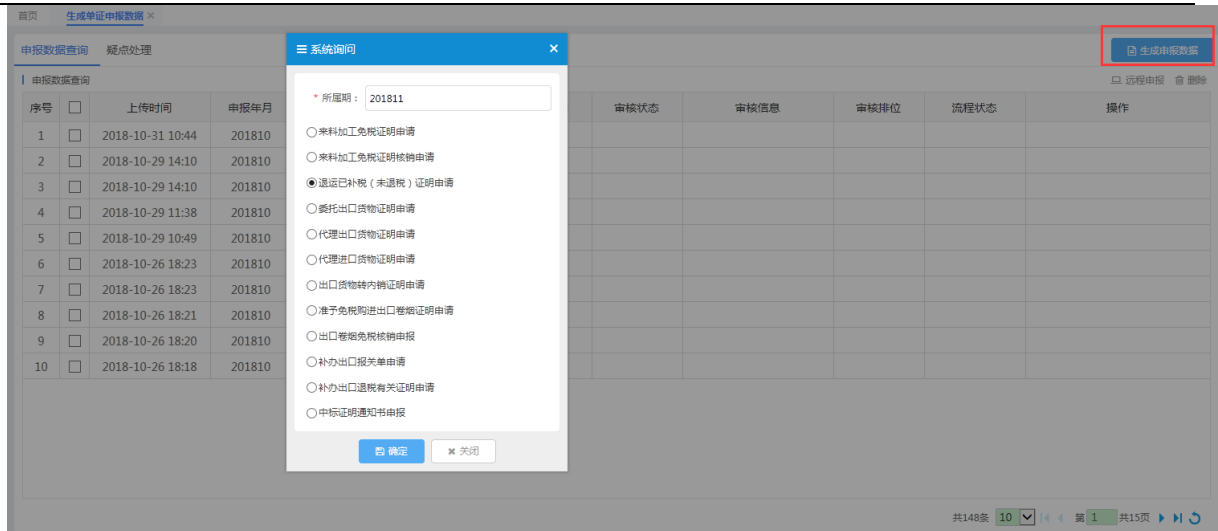 首页 生成单证申报数据 ×
申报数据查询 疑点处理
生成申报数据
申报数据查询
远程申报 删除
序号 上传时间 申报年月 审核状态 审核信息 审核排位 流程状态 操作
1 2018-10-31 10:44 201810
2 2018-10-29 14:10 201810
3 2018-10-29 14:10 201810
4 2018-10-29 11:38 201810
5 2018-10-29 10:49 201810
6 2018-10-26 18:23 201810
7 2018-10-26 18:23 201810
8 2018-10-26 18:21 201810
9 2018-10-26 18:20 201810
10 2018-10-26 18:18 201810
系统询问 ×
* 所属期： 201811
来料加工免税证明申请
来料加工免税证明核销申请
退运已补税（未退税）证明申请
委托出口货物证明申请
代理出口货物证明申请
代理进口货物证明申请
出口货物转内销证明申请
准予免税购进出口卷烟证明申请
出口卷烟免税核销申报
补办出口报关单申请
补办出口退税有关证明申请
中标证明通知书申报
确定 关闭
共148条 10 第 1 共15页